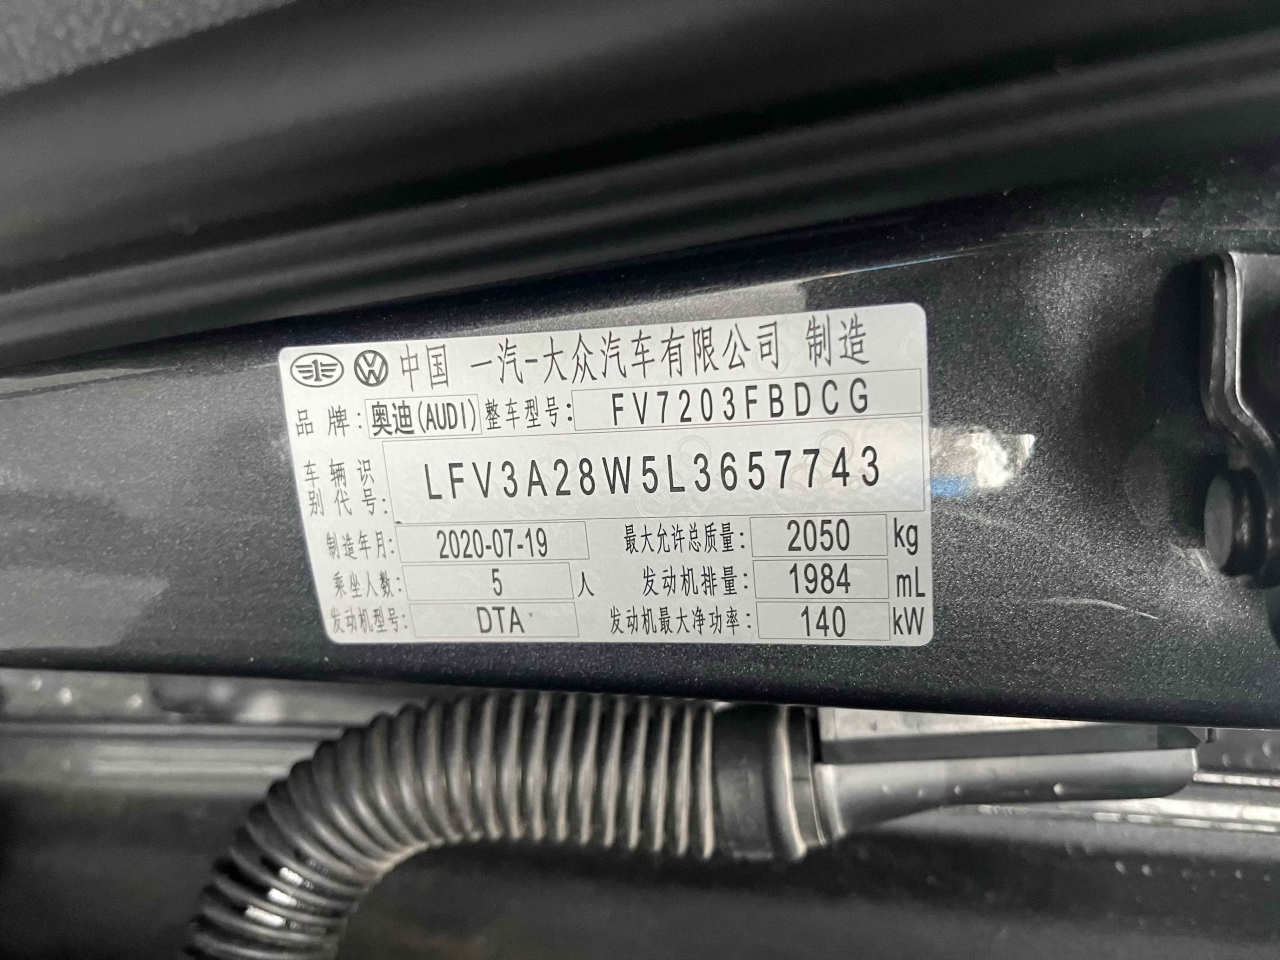 中国 一汽-大众汽车有限公司 制造
品牌: 奥迪(AUDI) 整车型号: FV7203FBDCG
车辆识别代号: LFV3A28W5L3657743
制造年月: 2020-07-19 最大允许总质量: 2050 kg
乘坐人数: 5 人 发动机排量: 1984 mL
发动机型号: DTA 发动机最大净功率: 140 kW